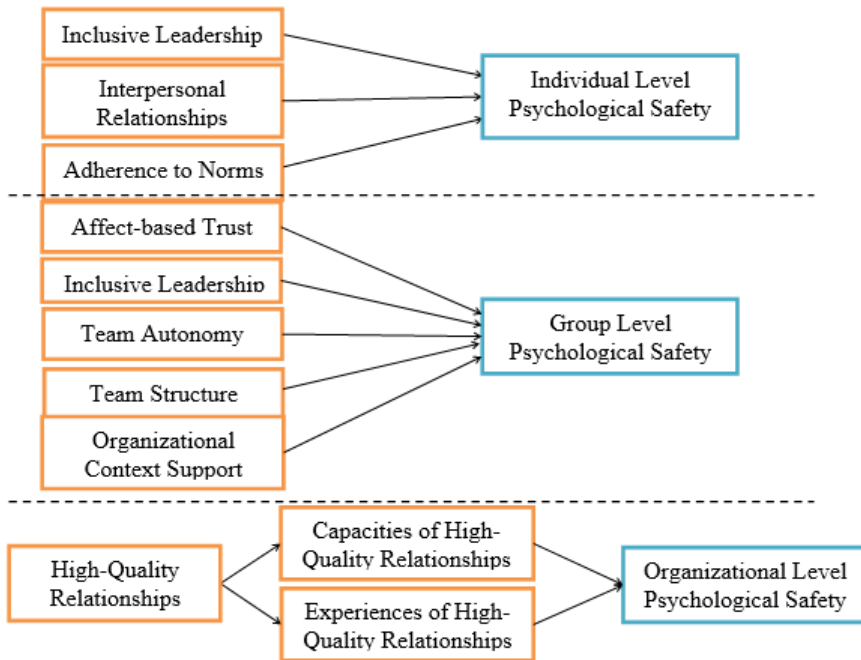 Inclusive Leadership
Interpersonal
Relationships
Adherence to Norms
Individual Level
Psychological Safety
Affect-based Trust
Inclusive Leadership
Team Autonomy
Team Structure
Organizational
Context Support
Group Level
Psychological Safety
High-Quality
Relationships
Capacities of High-
Quality Relationships
Experiences of High-
Quality Relationships
Organizational Level
Psychological Safety